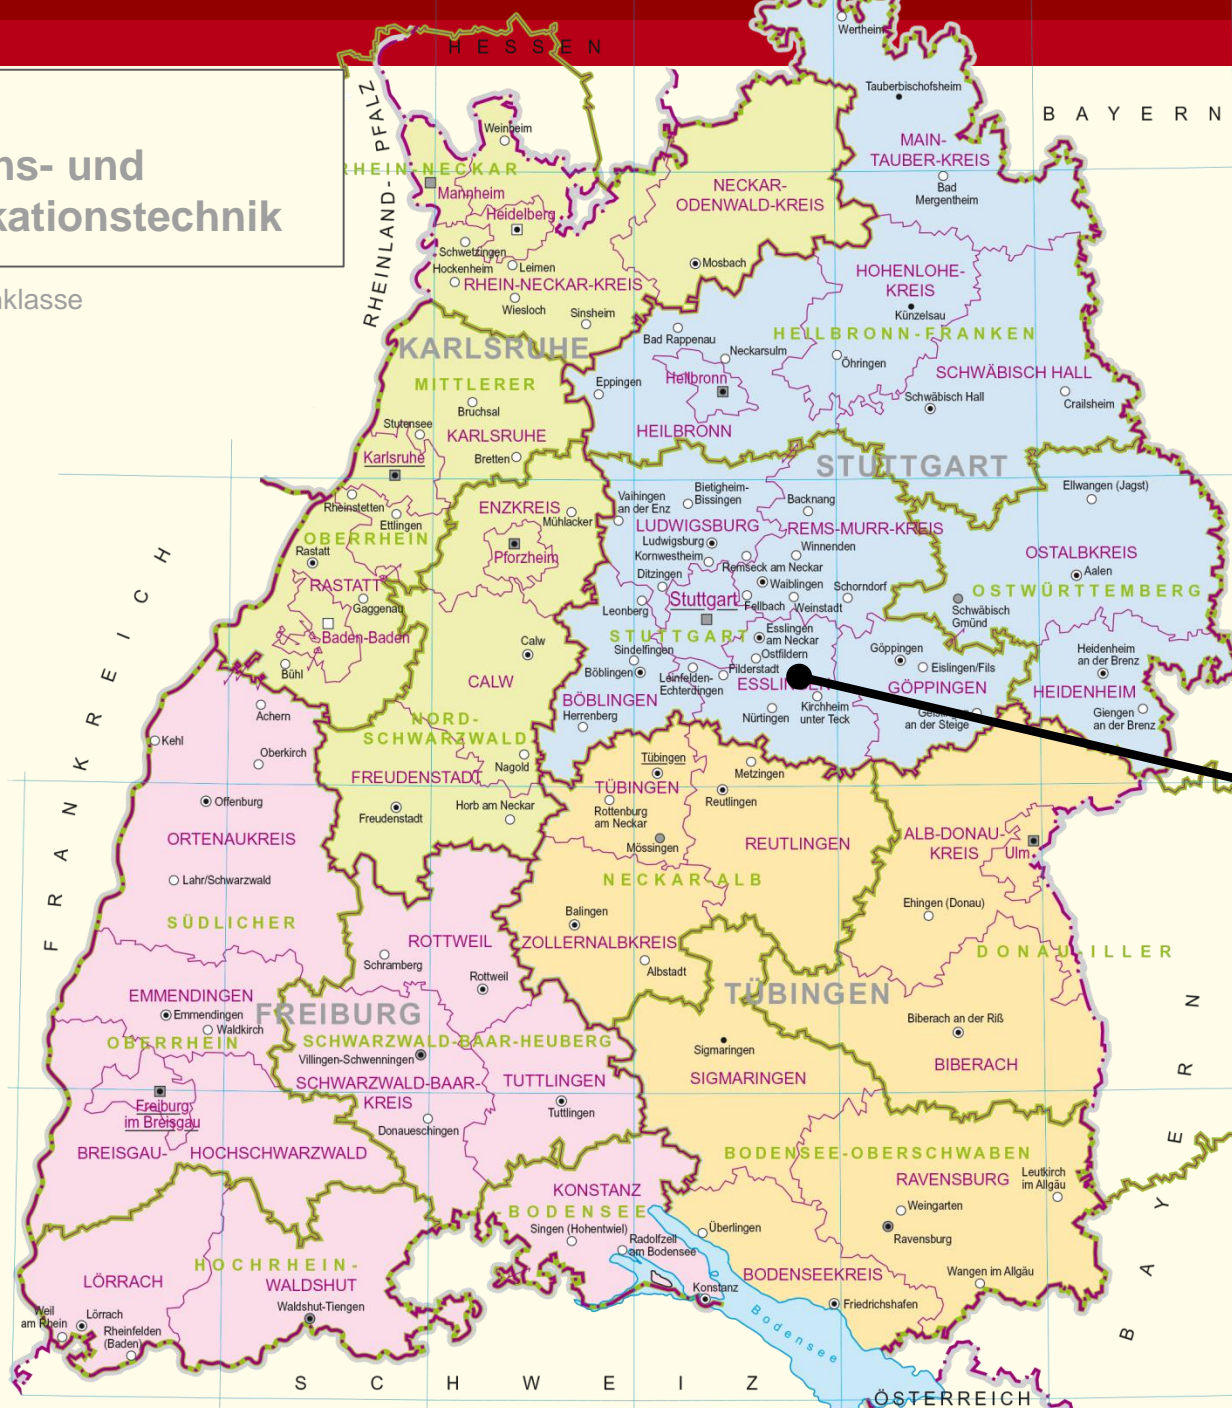 HESSEN
Wertheim
RHEINLAND-PFALZ
Tauberbischofsheim
BAYERN
ns- und
kationstechnik
Weinheim
RHEIN-NECKAR
Mannheim
Heidelberg
MAIN-
TAUBER-KREIS
Bad
Mergentheim
NECKAR-
ODENWALD-KREIS
Schwetzingen
Hockenheim
Leimen
Mosbach
RHEIN-NECKAR-KREIS
Wiesloch
Sinsheim
klasse
HOHENLOHE-
KREIS
Künzelsau
HEILBRONN-FRANKEN
Bad Rappenau
Neckarsulm
Öhringen
KARLSRUHE
MITTLERER
Eppingen
Heilbronn
SCHWÄBISCH HALL
Schwäbisch Hall
Crailsheim
Bruchsal
Stutensee
KARLSRUHE
HEILBRONN
Karlsruhe
Bretten
STUTTGART
Rheinstetten
Ettlingen
ENZKREIS
Mühlacker
Vaihingen
an der Enz
Bietigheim-
Bissingen
Backnang
Ellwangen (Jagst)
OBERRHEIN
Rastatt
Pforzheim
LUDWIGSBURG
REMS-MURR-KREIS
Ludwigsburg
Winnenden
Kornwestheim
Remseck am Neckar
OSTALBKREIS
Aalen
RASTATT
Gaggenau
Ditzingen
Waiblingen
Schorndorf
OSTWÜRTTEMBERG
Leonberg
Stuttgart
Fellbach
Weinstadt
Schwäbisch
Gmünd
Baden-Baden
Calw
STUTTGART
Esslingen
am Neckar
Sindelfingen
Ostfildern
Göppingen
Heidenheim
an der Brenz
Bühl
Böblingen
Filderstadt
Leinfelden-
Echterdingen
Eislingen/Fils
CALW
BÖBLINGEN
ESSLINGEN
GÖPPINGEN
HEIDENHEIM
Achern
Herrenberg
Nürtingen
Kirchheim
unter Teck
Geislingen
an der Steige
Giengen
an der Brenz
FRANKREICH
Kehl
Oberkirch
NORD-
SCHWARZWALD
Nagold
Tübingen
Metzingen
FREUDENSTADT
TÜBINGEN
Offenburg
Freudenstadt
Horb am Neckar
Rottenburg
am Neckar
Reutlingen
ORTENAUKREIS
Mössingen
REUTLINGEN
ALB-DONAU-
KREIS
Ulm
Lahr/Schwarzwald
NECKAR-ALB
Ehingen (Donau)
SÜDLICHER
Balingen
ROTTWEIL
ZOLLERNALBKREIS
DONAU-ILLER
Schramberg
Rottweil
Albstadt
EMMENDINGEN
TÜBINGEN
Emmendingen
Waldkirch
FREIBURG
Biberach an der Riß
OBERRHEIN
SCHWARZWALD-BAAR-HEUBERG
Villingen-Schwenningen
Sigmaringen
BIBERACH
SCHWARZWALD-BAAR-
KREIS
TUTTLINGEN
SIGMARINGEN
Freiburg
im Breisgau
Tuttlingen
Donaueschingen
BREISGAU-
HOCHSCHWARZWALD
BODENSEE-OBERSCHWABEN
RAVENSBURG
Leutkirch
im Allgäu
KONSTANZ
-BODENSEE
Weingarten
Singen (Hohentwiel)
Radolfzell
am Bodensee
Überlingen
Ravensburg
BAYERN
HOCHRHEIN-
LÖRRACH
WALDSHUT
BODENSEEKREIS
Wangen im Allgäu
Konstanz
Weil
am Rhein
Lörrach
Waldshut-Tiengen
Friedrichshafen
Rheinfelden
(Baden)
Bodensee
SCHWEIZ
ÖSTERREICH